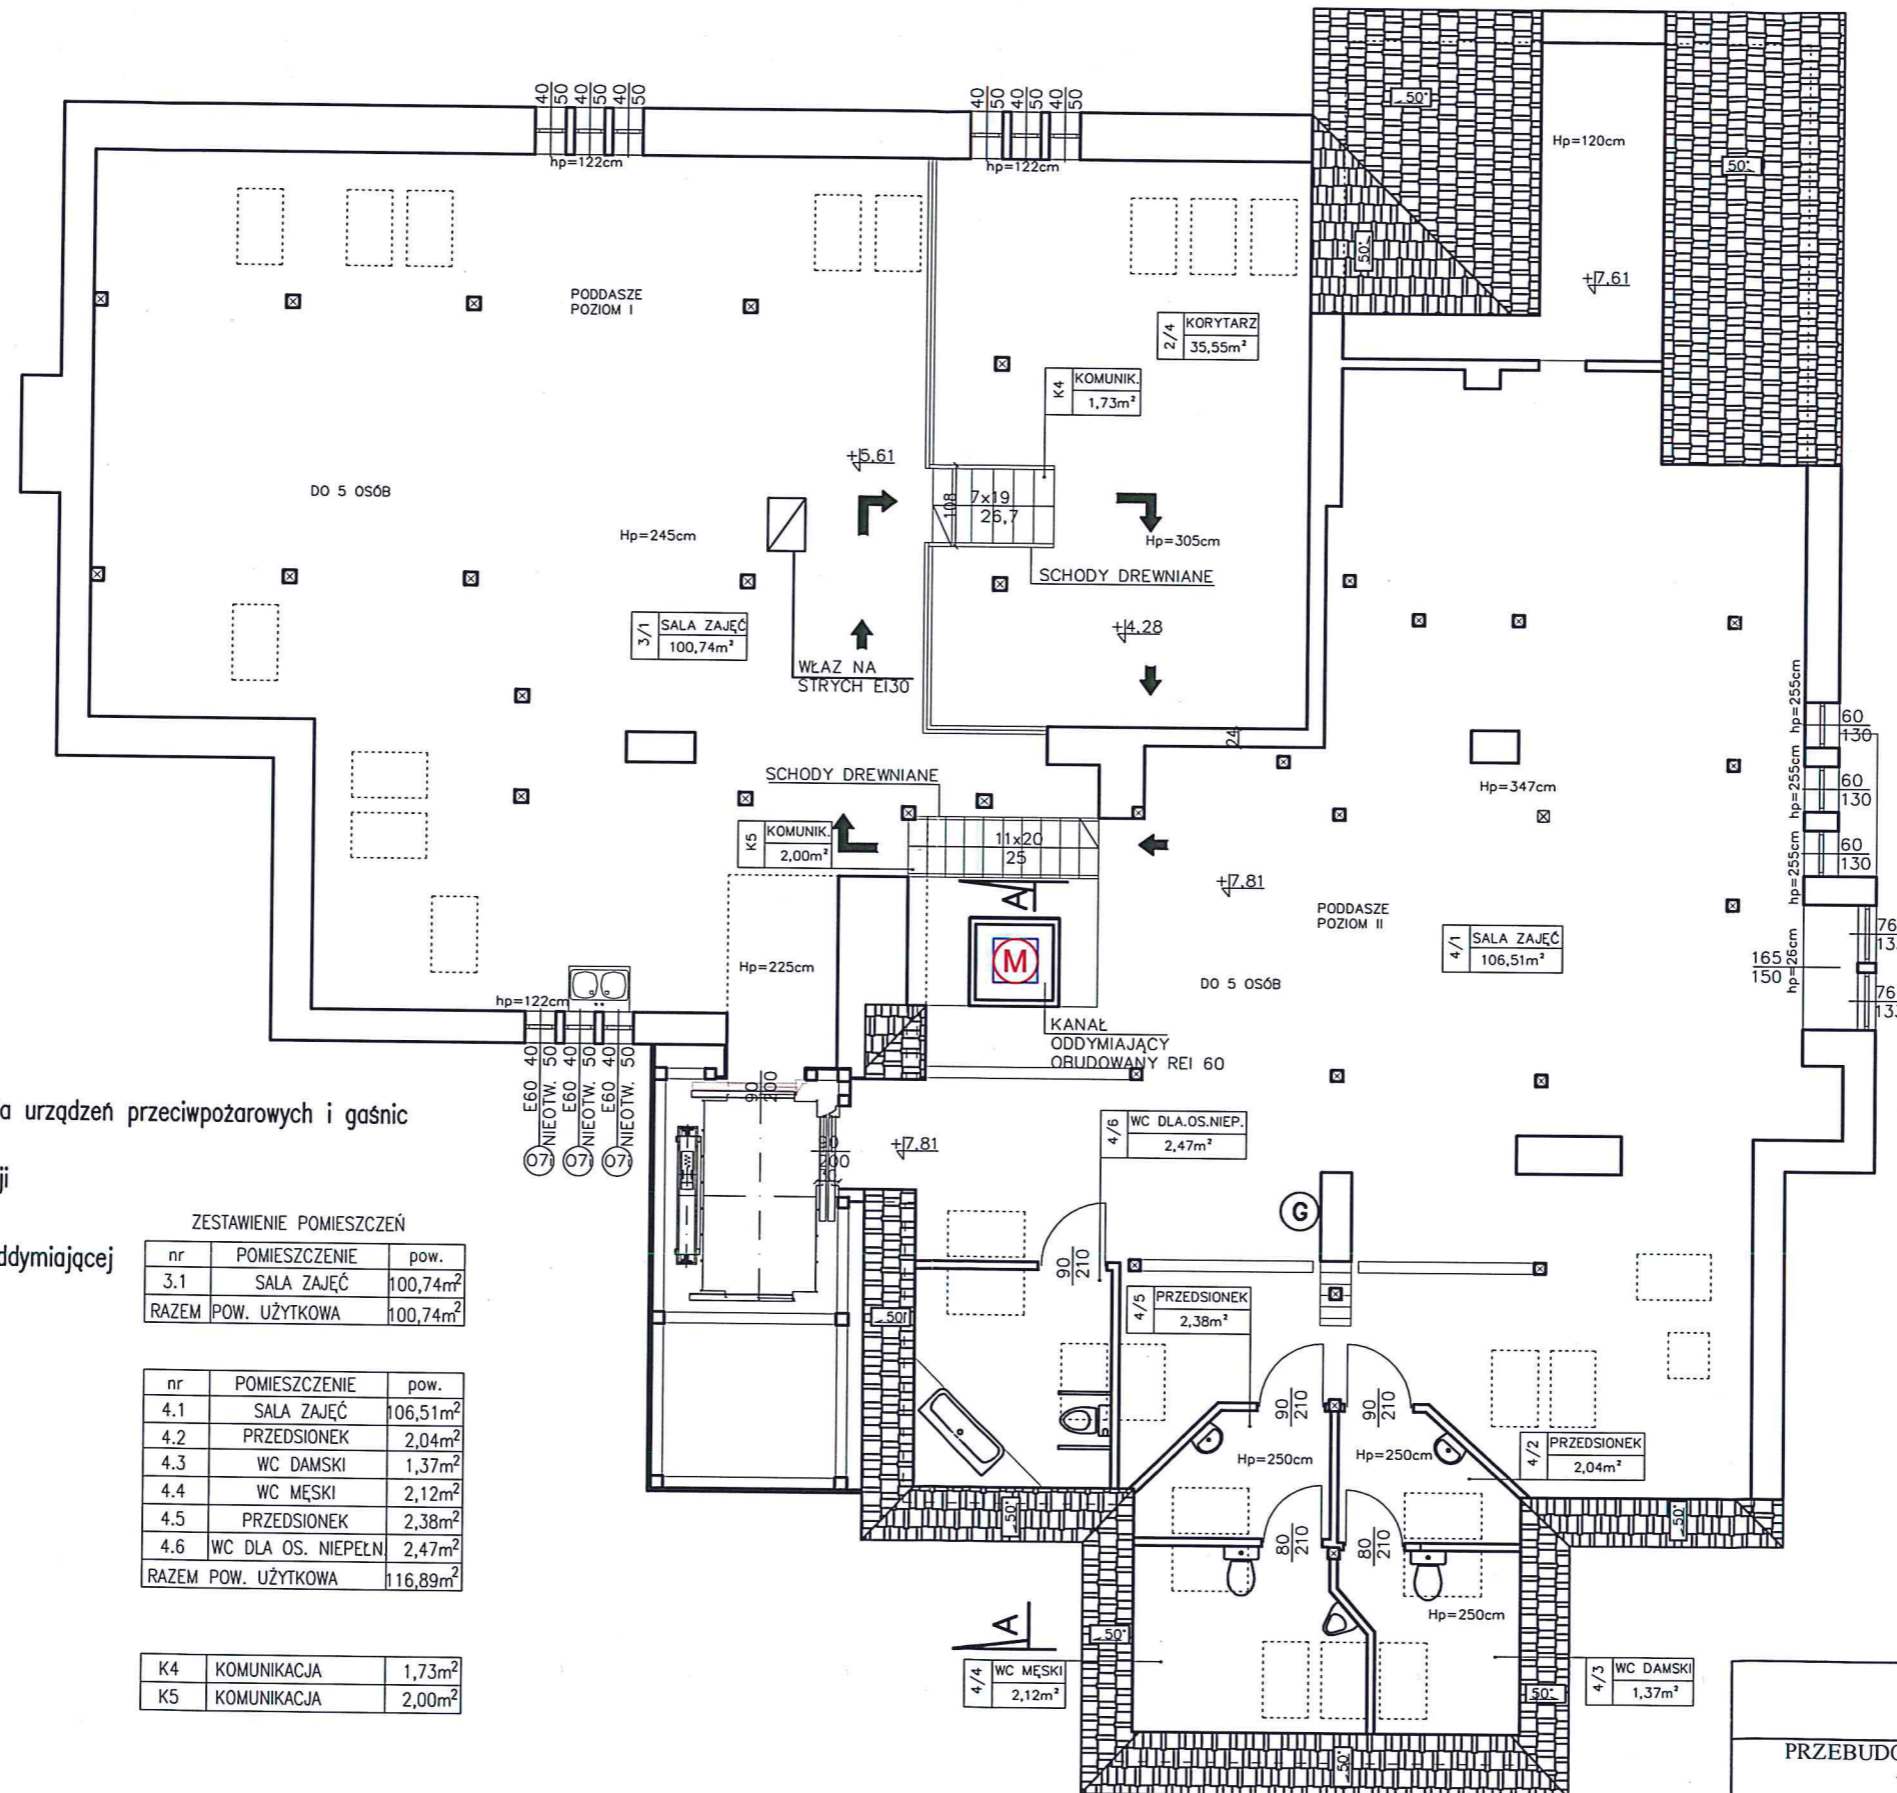 40 50 40 50 40 50
hp=122cm
40 50 40 50 40 50
hp=122cm
50°
Hp=120cm
50°
50°
+7.61
PODDASZE
POZIOM I
2/4 KORYTARZ
35,55m²
K4 KOMUNIK.
1,73m²
+5.61
DO 5 OSÓB
108
7x19
26,7
Hp=245cm
Hp=305cm
SCHODY DREWNIANE
3/1 SALA ZAJĘĆ
100,74m²
+4.28
WŁAZ NA
STRYCH EI30
24
hp=255cm
60
130
SCHODY DREWNIANE
Hp=347cm
hp=255cm
60
130
K5 KOMUNIK.
2,00m²
11x20
25
hp=255cm
60
130
+7.81
A
PODDASZE
POZIOM II
4/1 SALA ZAJĘĆ
106,51m²
M
Hp=225cm
DO 5 OSÓB
165
150
hp=26cm
76
13
76
13
hp=122cm
KANAŁ
ODDYMIAJĄCY
OBUDOWANY REI 60
E60 40
NIEOTW. 50
E60 40
NIEOTW. 50
E60 40
NIEOTW. 50
O7 O7 O7
90
200
a urządzeń przeciwpożarowych i gaśnic
ji
ddymiającej
90
200
+7.81
4/6 WC DLA.OS.NIEP.
2,47m²
G
90
210
4/5 PRZEDSIONEK
2,38m²
50°
90
210
90
210
Hp=250cm
Hp=250cm
4/2 PRZEDSIONEK
2,04m²
50°
50°
80
210
80
210
Hp=250cm
A
50°
4/4 WC MĘSKI
2,12m²
50°
4/3 WC DAMSKI
1,37m²
50°
ZESTAWIENIE POMIESZCZEŃ
nr POMIESZCZENIE pow.
3.1 SALA ZAJĘĆ 100,74m²
RAZEM POW. UŻYTKOWA 100,74m²
nr POMIESZCZENIE pow.
4.1 SALA ZAJĘĆ 106,51m²
4.2 PRZEDSIONEK 2,04m²
4.3 WC DAMSKI 1,37m²
4.4 WC MĘSKI 2,12m²
4.5 PRZEDSIONEK 2,38m²
4.6 WC DLA OS. NIEPEŁN. 2,47m²
RAZEM POW. UŻYTKOWA 116,89m²
K4 KOMUNIKACJA 1,73m²
K5 KOMUNIKACJA 2,00m²
PRZEBUDO